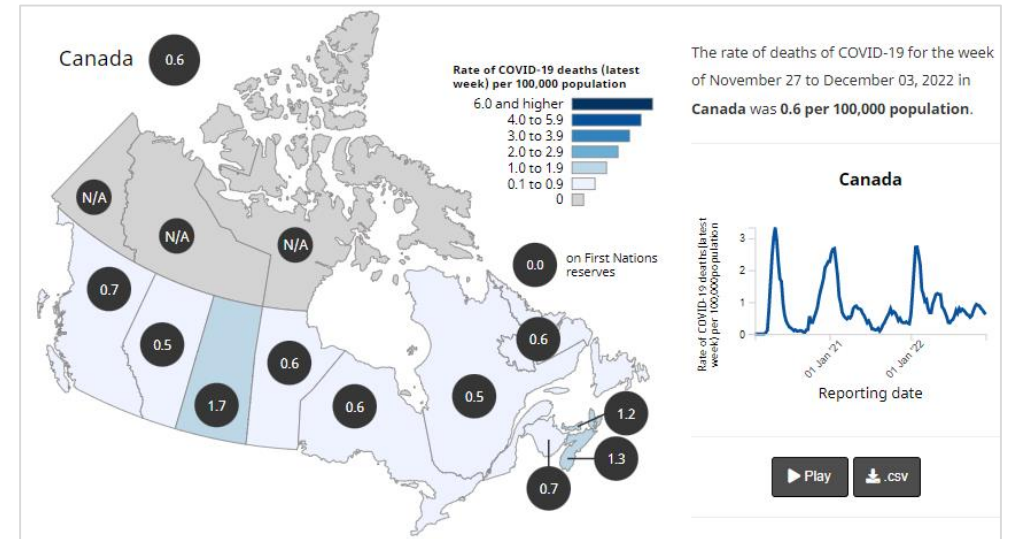 Canada
0.6
Rate of COVID-19 deaths (latest
week) per 100,000 population
6.0 and higher
4.0 to 5.9
3.0 to 3.9
2.0 to 2.9
1.0 to 1.9
0.1 to 0.9
0
N/A
N/A
N/A
0.0
on First Nations
reserves
0.7
0.5
1.7
0.6
0.6
0.5
0.6
1.2
1.3
0.7
The rate of deaths of COVID-19 for the week
of November 27 to December 03, 2022 in
Canada was 0.6 per 100,000 population.
Canada
Rate of COVID-19 deaths (latest
week) per 100,000 population
3
2
1
0
01 Jan '21
01 Jan '22
Reporting date
Play
.csv